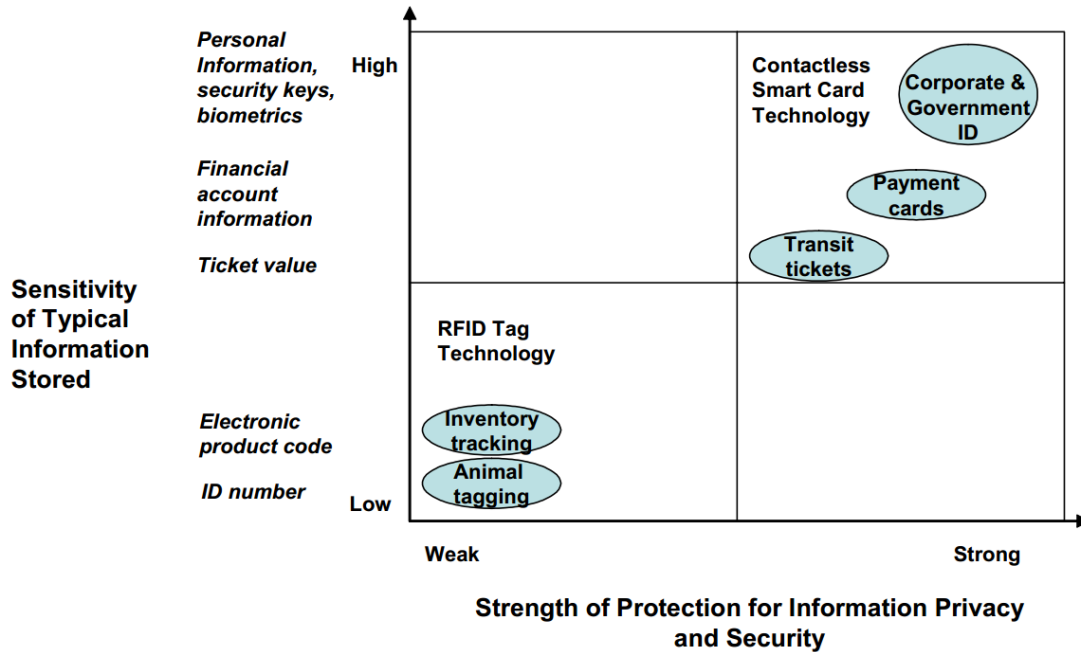 Personal
Information,
security keys,
biometrics
High
Contactless
Smart Card
Technology
Corporate &
Government
ID
Financial
account
information
Payment
cards
Ticket value
Transit
tickets
Sensitivity
of Typical
Information
Stored
RFID Tag
Technology
Electronic
product code
Inventory
tracking
ID number
Animal
tagging
Low
Weak
Strong
Strength of Protection for Information Privacy
and Security